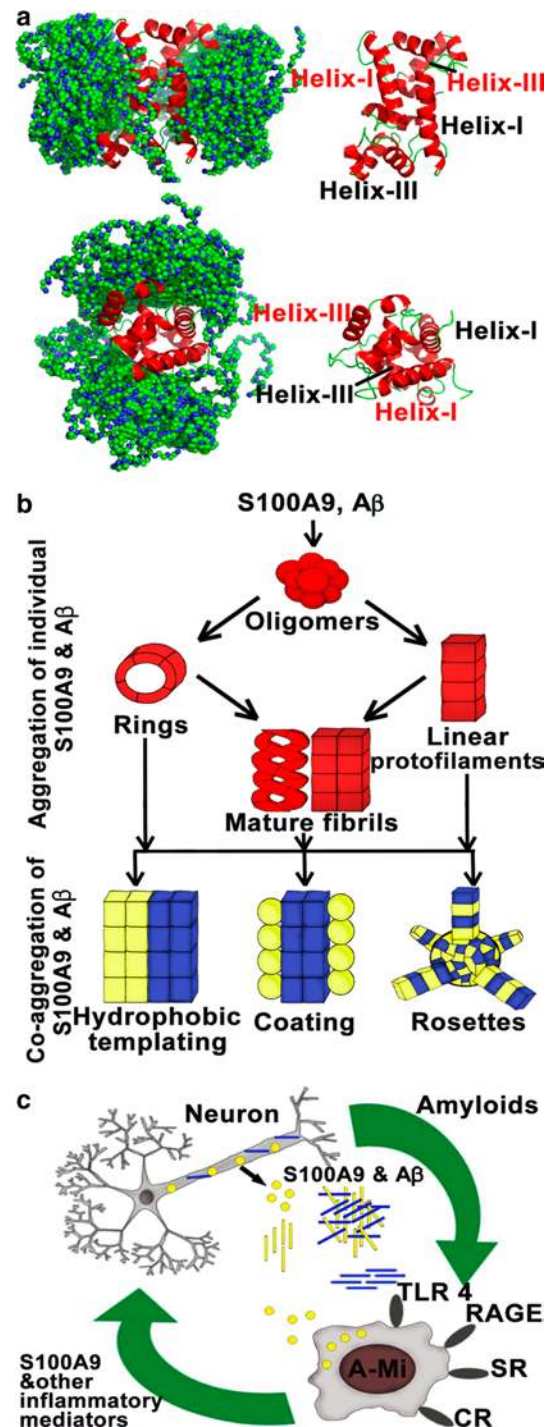 a
Helix-I
Helix-III
Helix-I
Helix-III
Helix-III
Helix-I
Helix-III
Helix-I
b
S100A9, Aβ
Oligomers
Rings
Linear
protofilaments
Mature fibrils
Aggregation of individual
S100A9 & Aβ
Co-aggregation of
S100A9 & Aβ
Hydrophobic
templating
Coating
Rosettes
c
Neuron
Amyloids
S100A9 & Aβ
TLR 4
RAGE
A-Mi
SR
CR
S100A9
&other
inflammatory
mediators